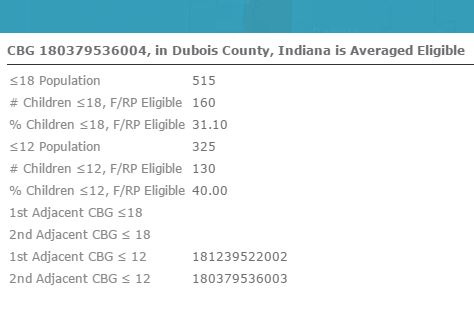 CBG 180379536004, in Dubois County, Indiana is Averaged Eligible
≤18 Population 515
# Children ≤18, F/RP Eligible 160
% Children ≤18, F/RP Eligible 31.10
≤12 Population 325
# Children ≤12, F/RP Eligible 130
% Children ≤12, F/RP Eligible 40.00
1st Adjacent CBG ≤18
2nd Adjacent CBG ≤ 18
1st Adjacent CBG ≤ 12 181239522002
2nd Adjacent CBG ≤ 12 180379536003